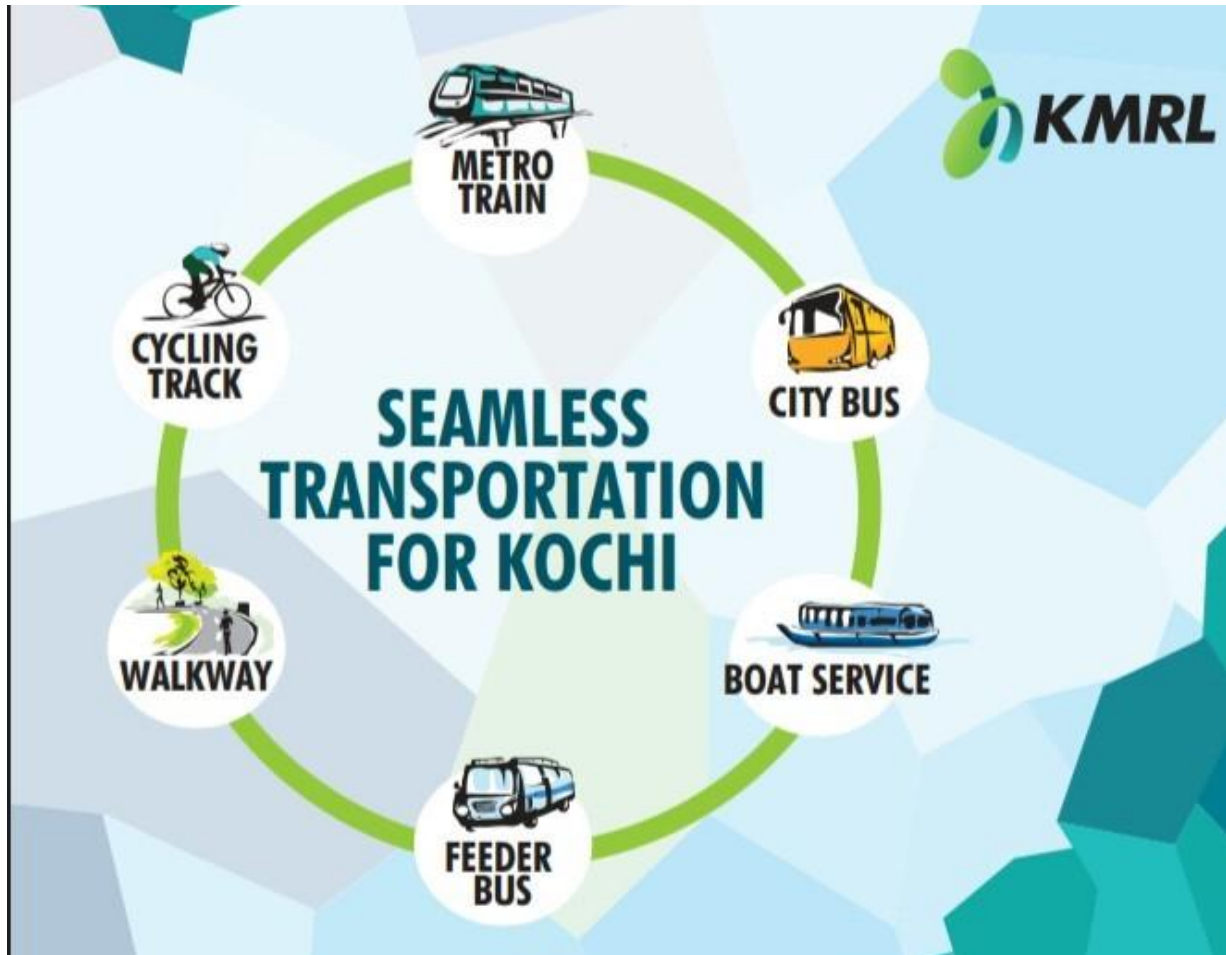 KMRL
METRO
TRAIN
CITY BUS
BOAT SERVICE
FEEDER
BUS
WALKWAY
CYCLING
TRACK
SEAMLESS
TRANSPORTATION
FOR KOCHI